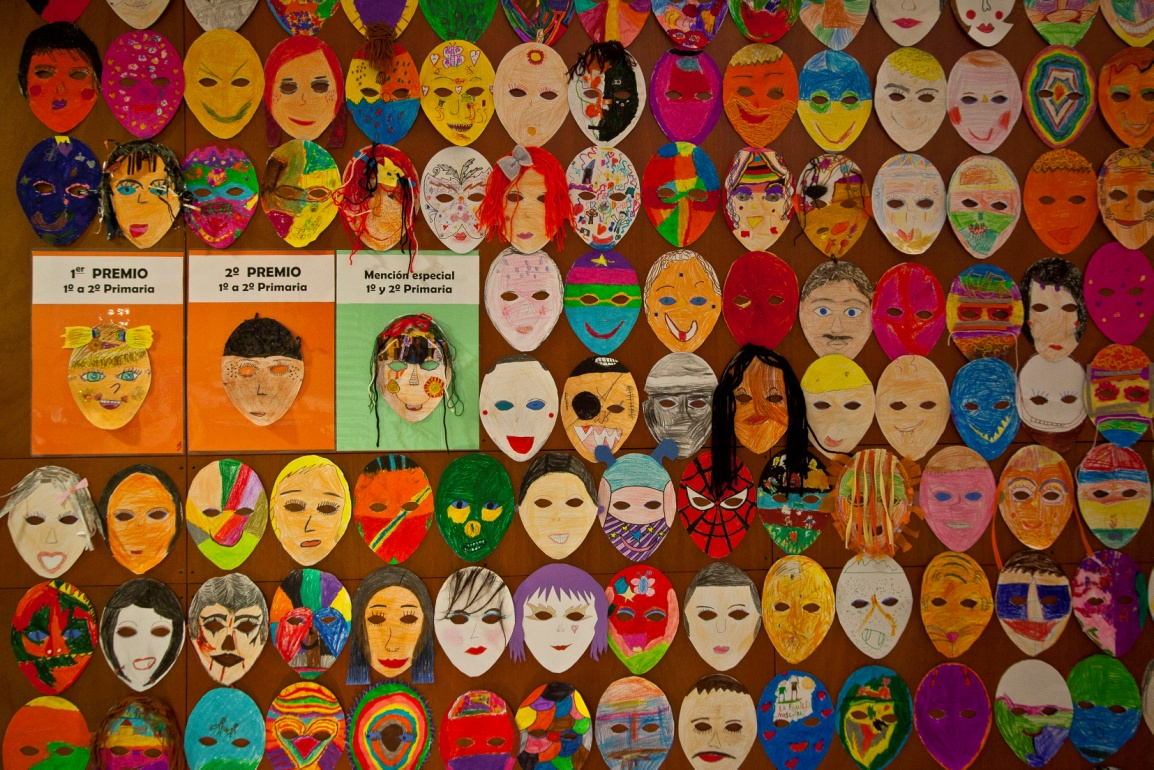 1er PREMIO
1º a 2º Primaria
2º PREMIO
1º a 2º Primaria
Mención especial
1º y 2º Primaria